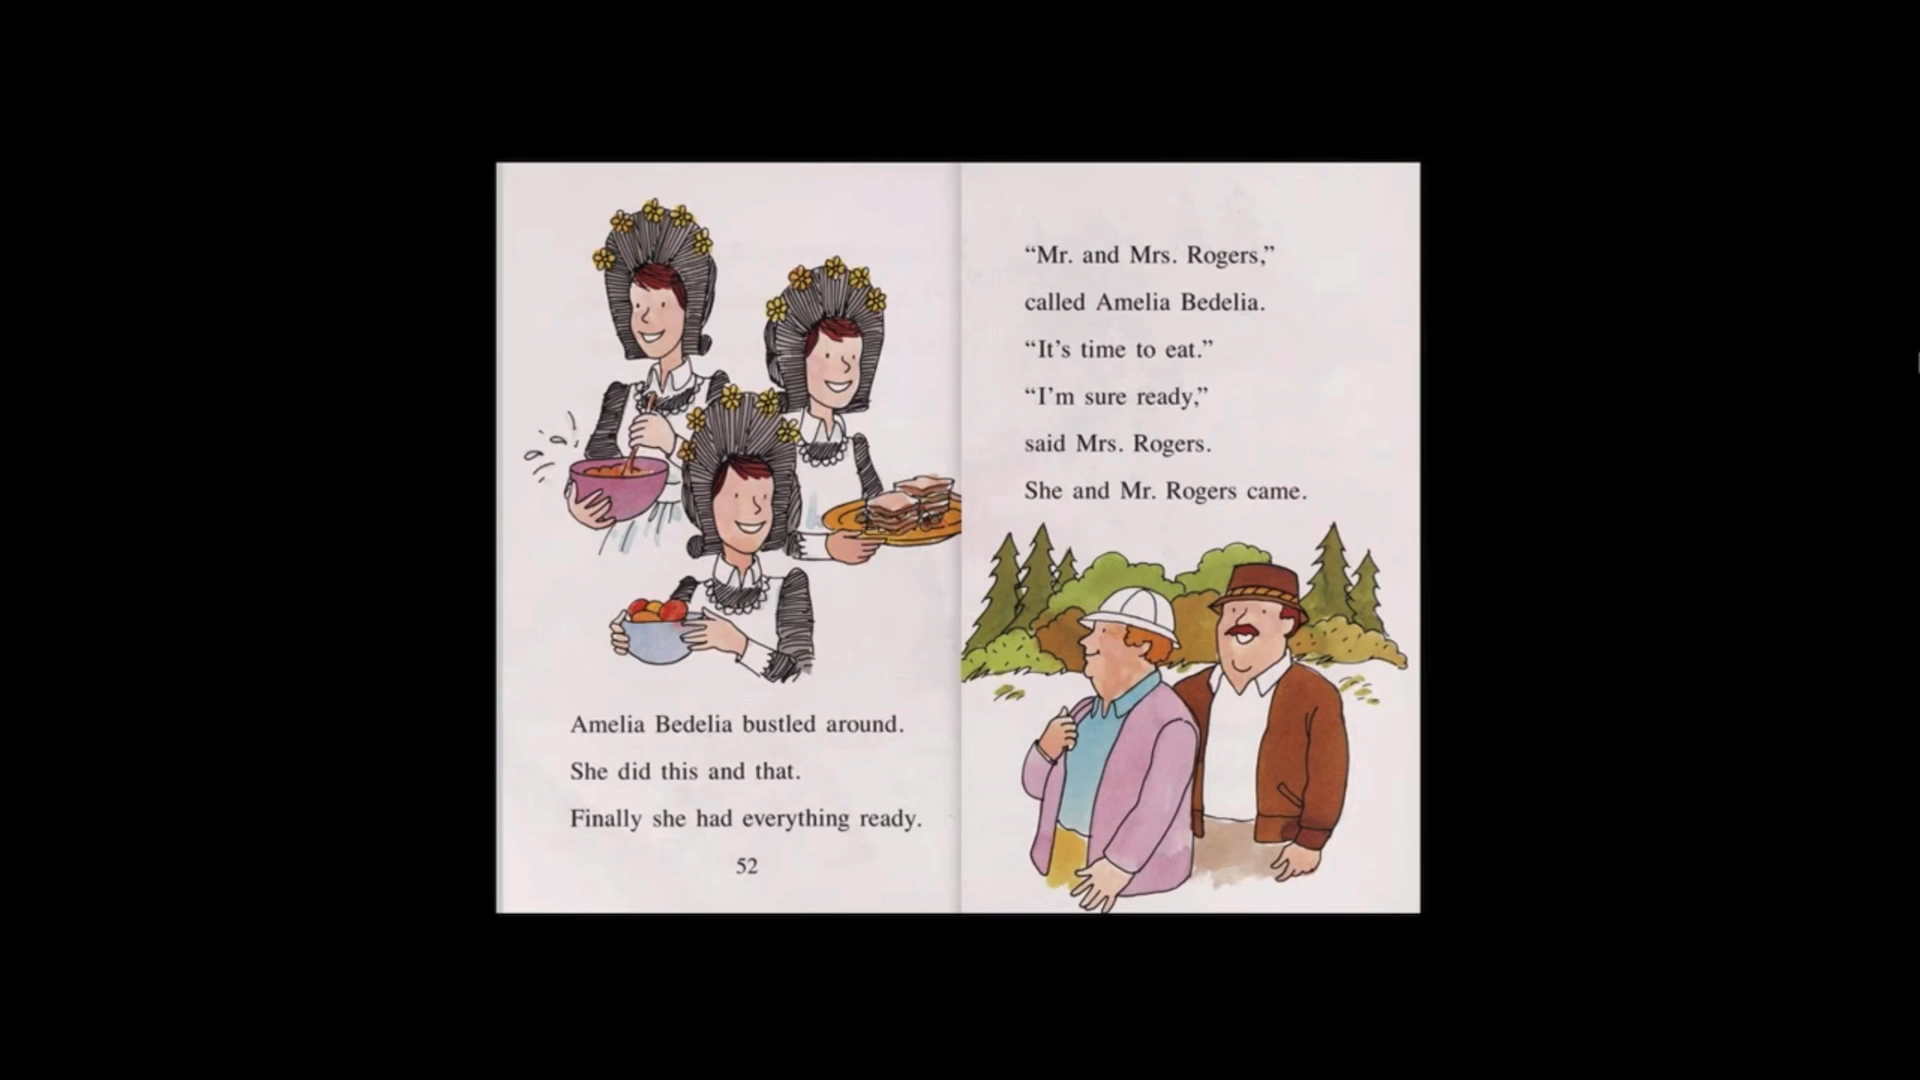 Amelia Bedelia bustled around.
She did this and that.
Finally she had everything ready.
52
“Mr. and Mrs. Rogers,”
called Amelia Bedelia.
“It’s time to eat.”
“I’m sure ready,”
said Mrs. Rogers.
She and Mr. Rogers came.